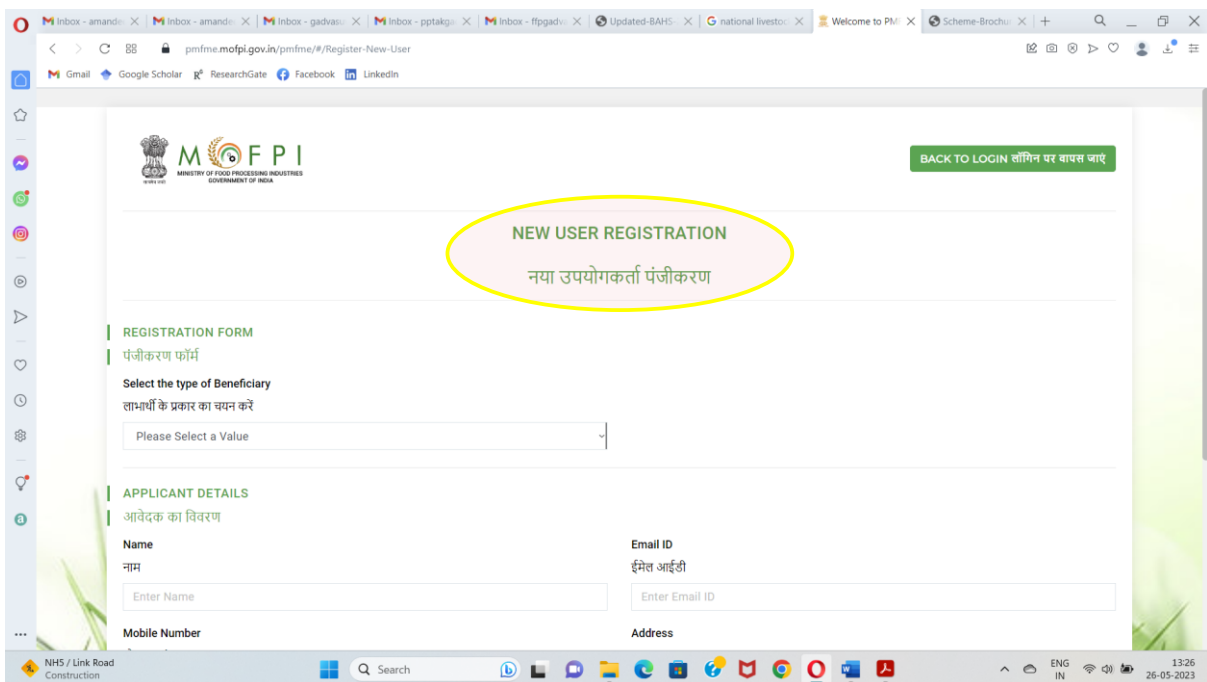 Inbox - amande
Inbox - amande
Inbox - gadvasu
Inbox - pptakga
Inbox - ffpgadv
Updated-BAHS-
national livestoc
Welcome to PM
Scheme-Brochu
pmfme.mofpi.gov.in/pmfme/#/Register-New-User
Gmail Google Scholar ResearchGate Facebook LinkedIn
MOFPI
MINISTRY OF FOOD PROCESSING INDUSTRIES
GOVERNMENT OF INDIA
BACK TO LOGIN लॉगिन पर वापस जाएं
NEW USER REGISTRATION
नया उपयोगकर्ता पंजीकरण
REGISTRATION FORM
पंजीकरण फॉर्म
Select the type of Beneficiary
लाभार्थी के प्रकार का चयन करें
Please Select a Value
APPLICANT DETAILS
आवेदक का विवरण
Name
नाम
Enter Name
Email ID
ईमेल आईडी
Enter Email ID
Mobile Number
Address
NH5 / Link Road
Construction
Search
ENG
IN
13:26
26-05-2023